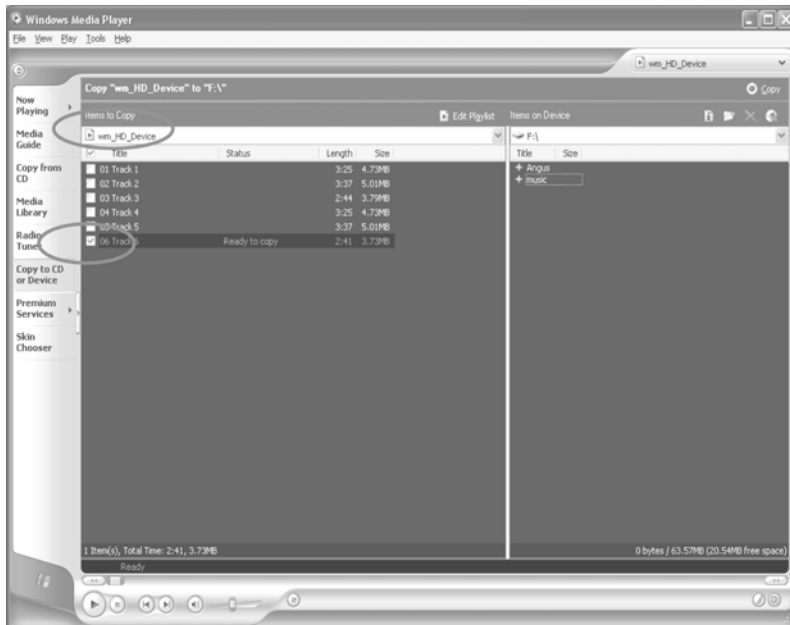 Windows Media Player
File View Play Tools Help
wm_HD_Device
Copy "wm_HD_Device" to "F:\"
Copy
Now
Playing
Media
Guide
Copy from
CD
Media
Library
Radio
Tuner
Copy to CD
or Device
Premium
Services
Skin
Chooser
Items to Copy
Edit Playlist
Items on Device
wm_HD_Device
F:\
Title Status Length Size
Title Size
01 Track 1 3:25 4.73MB
02 Track 2 3:37 5.01MB
03 Track 3 2:44 3.79MB
04 Track 4 3:25 4.73MB
05 Track 5 3:37 5.01MB
06 Track 6 Ready to copy 2:41 3.73MB
+ Angus
+ music
1 Item(s), Total Time: 2:41, 3.73MB
0 bytes / 63.57MB (20.54MB free space)
Ready